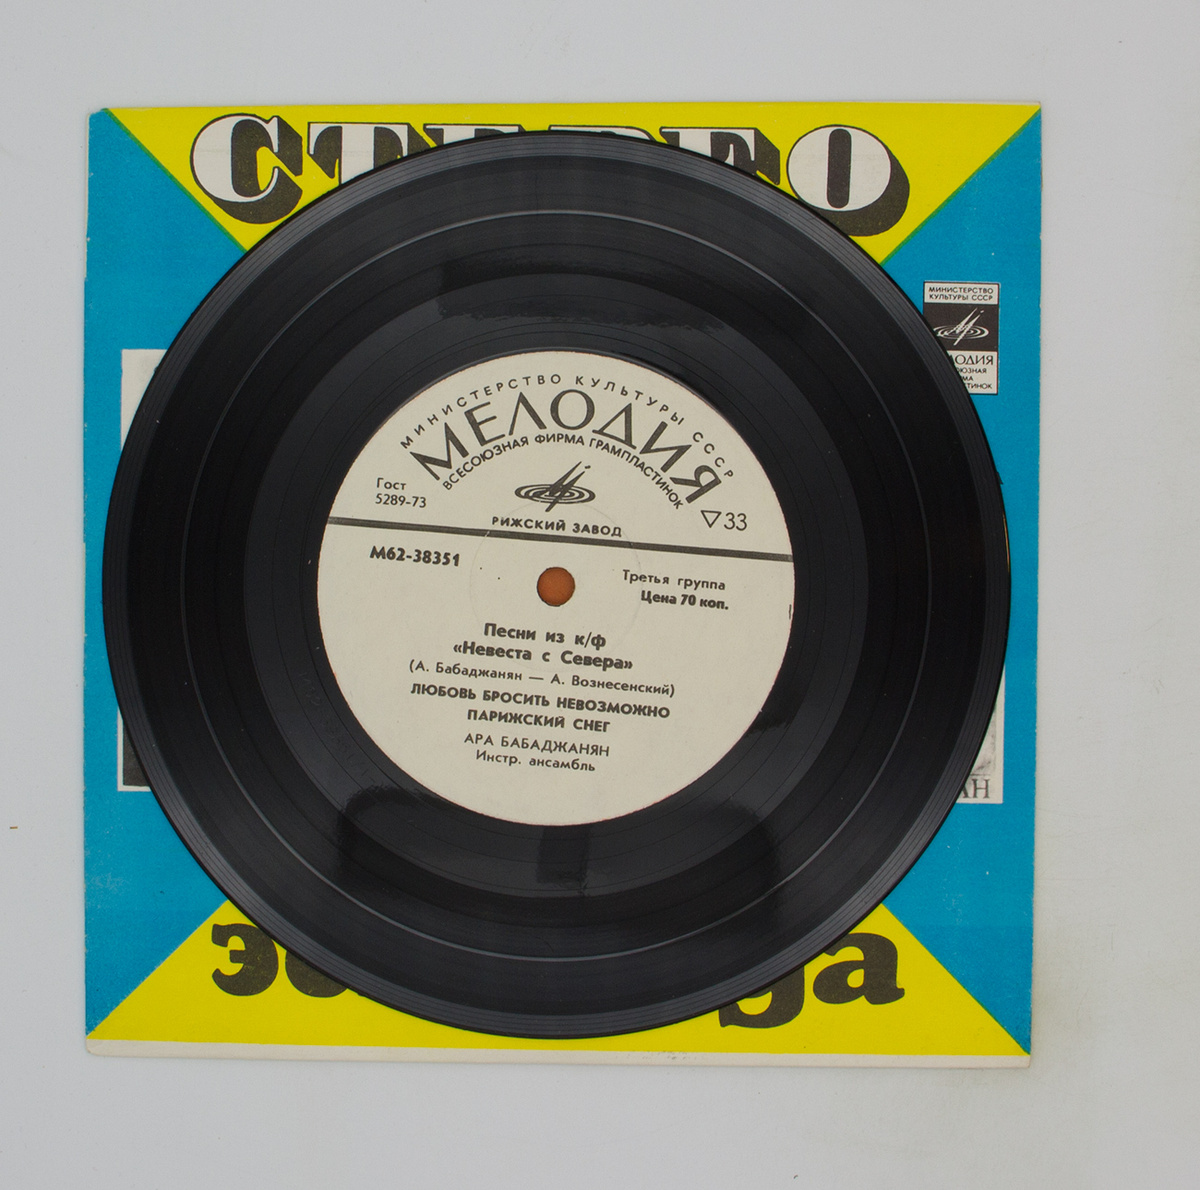 МИНИСТЕРСТВО
КУЛЬТУРЫ СССР
МИНИСТЕРСТВО КУЛЬТУРЫ СССР
МЕЛОДИЯ
ВСЕСОЮЗНАЯ ФИРМА ГРАМПЛАСТИНОК
Гост
5289-73
▽33
РИЖСКИЙ ЗАВОД
М62-38351
Третья группа
Цена 70 коп.
Песни из к/ф
«Невеста с Севера»
(А. Бабаджанян — А. Вознесенский)
ЛЮБОВЬ БРОСИТЬ НЕВОЗМОЖНО
ПАРИЖСКИЙ СНЕГ
АРА БАБАДЖАНЯН
Инстр. ансамбль